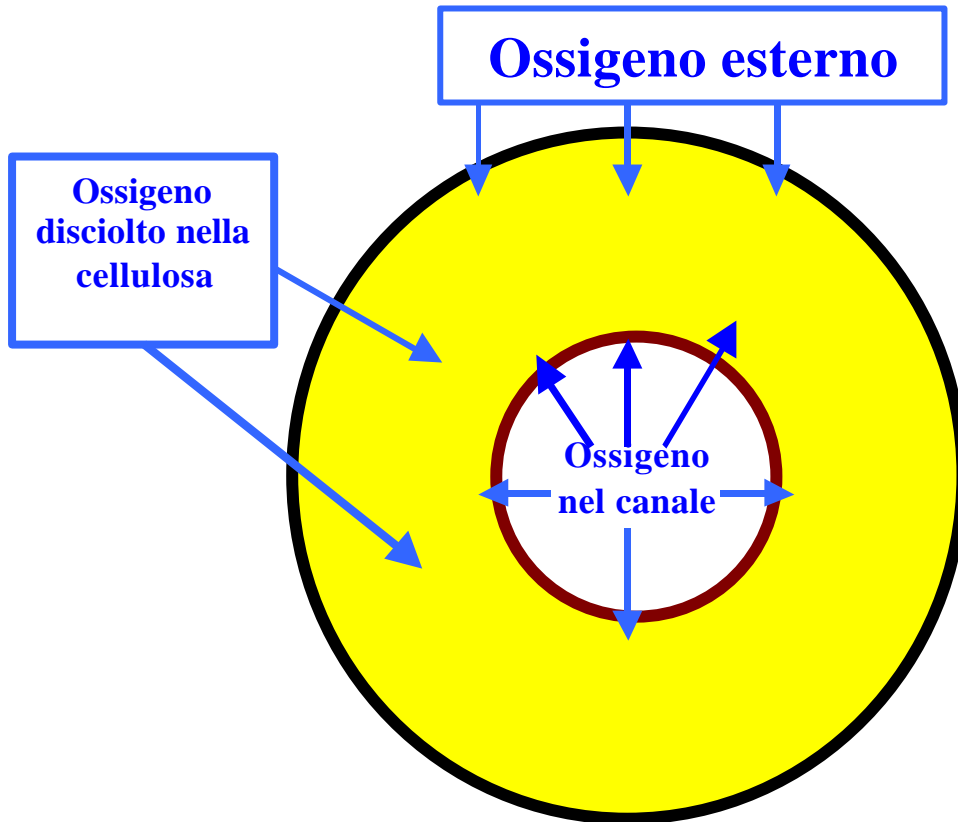 Ossigeno esterno
Ossigeno
disciolto nella
cellulosa
Ossigeno
nel canale